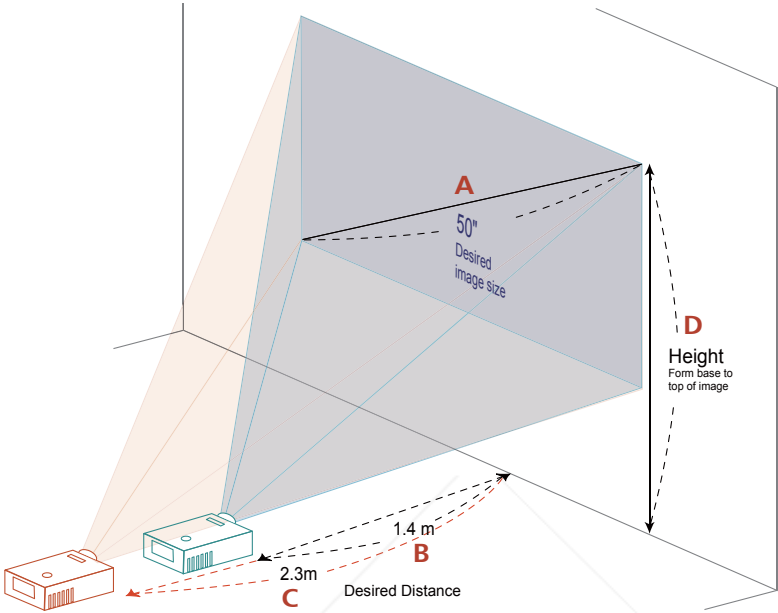 A
50"
Desired
image size
D
Height
Form base to
top of image
1.4 m
B
2.3m
C
Desired Distance